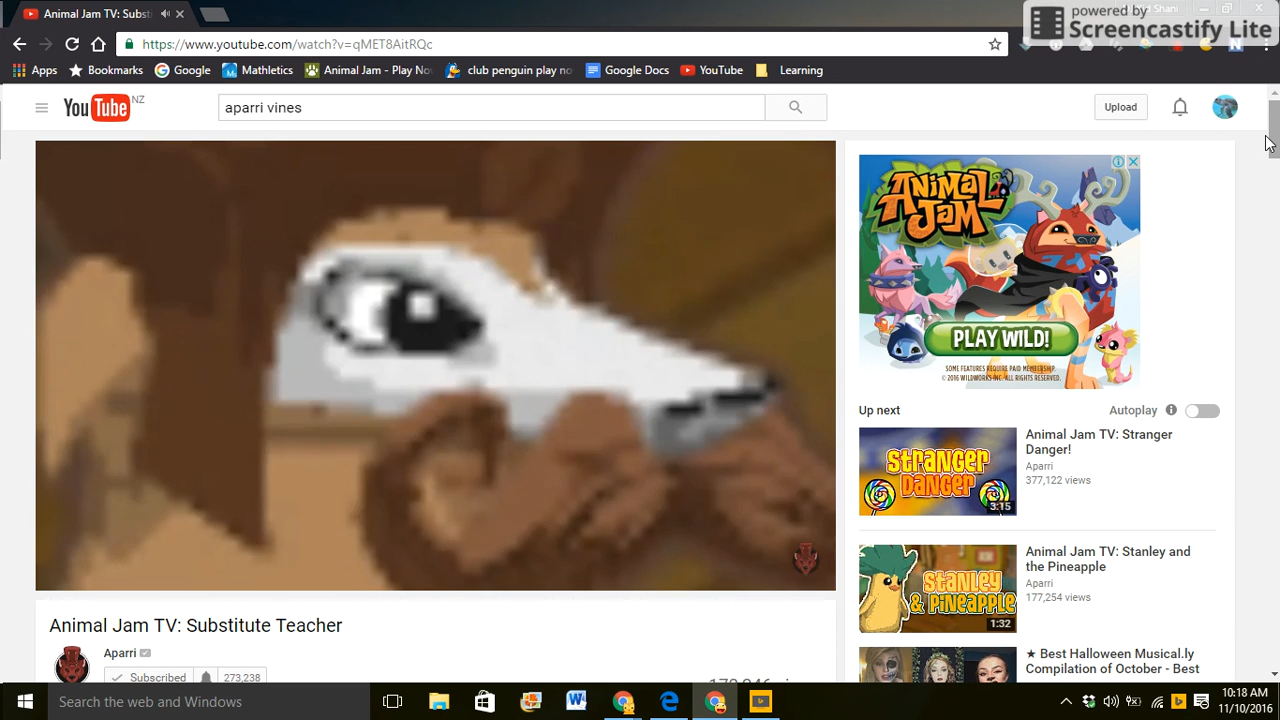 Animal Jam TV: Subst
powered by
Screencastify Lite
https://www.youtube.com/watch?v=qMET8AitRQc
Apps Bookmarks Google Mathletics Animal Jam - Play No club penguin play no Google Docs YouTube Learning
YouTube NZ
aparri vines
Upload
ANIMAL JAM
PLAY WILD!
SOME FEATURES REQUIRE PAID MEMBERSHIP.
© 2016 WILDWORKS INC. ALL RIGHTS RESERVED.
Up next Autoplay
STRANGER DANGER
3:15
Animal Jam TV: Stranger
Danger!
Aparri
377,122 views
STANLEY & PINEAPPLE
1:32
Animal Jam TV: Stanley and
the Pineapple
Aparri
177,254 views
★ Best Halloween Musical.ly
Compilation of October - Best
Animal Jam TV: Substitute Teacher
Aparri
Subscribed 273,238
Search the web and Windows
10:18 AM
11/10/2016